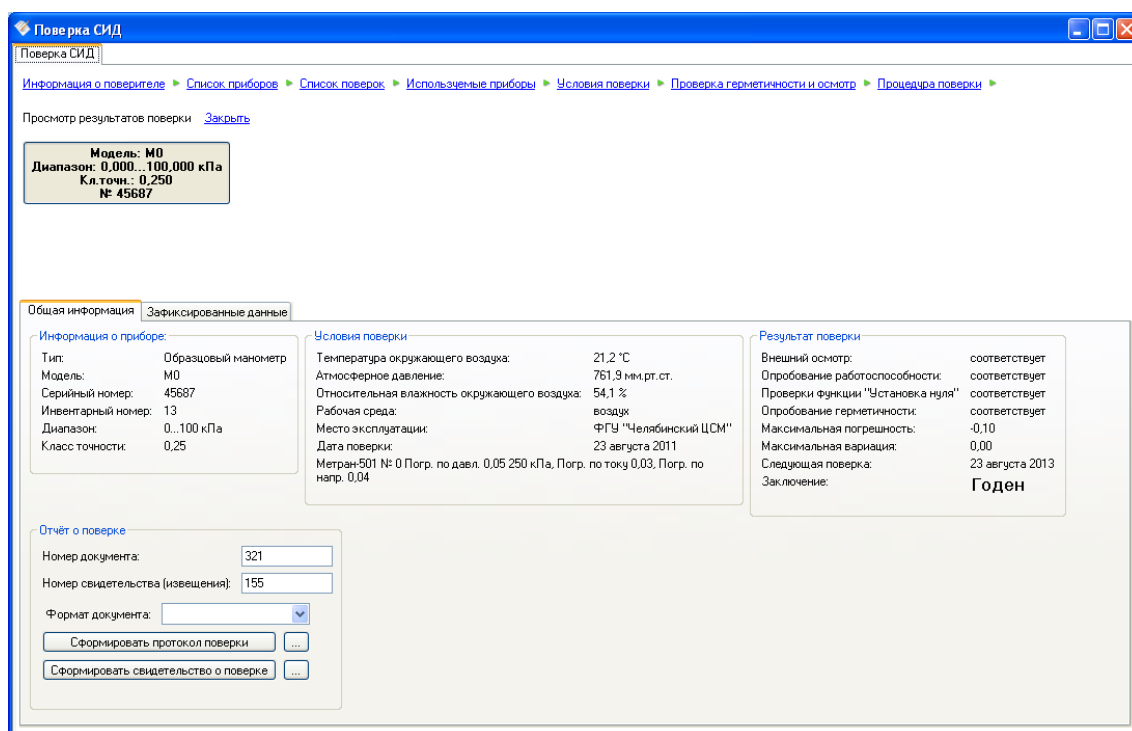 Поверка СИД
Поверка СИД
Информация о поверителе Список приборов Список поверок Используемые приборы Условия поверки Проверка герметичности и осмотр Процедура поверки
Просмотр результатов поверки Закрыть
Модель: М0
Диапазон: 0,000...100,000 кПа
Кл.точн.: 0,250
№ 45687
Общая информация Зафиксированные данные
Информация о приборе:
Тип: Образцовый манометр
Модель: М0
Серийный номер: 45687
Инвентарный номер: 13
Диапазон: 0...100 кПа
Класс точности: 0,25
Условия поверки
Температура окружающего воздуха: 21,2 °С
Атмосферное давление: 761,9 мм.рт.ст.
Относительная влажность окружающего воздуха: 54,1 %
Рабочая среда: воздух
Место эксплуатации: ФГУ "Челябинский ЦСМ"
Дата поверки: 23 августа 2011
Метран-501 № 0 Погр. по давл. 0,05 250 кПа, Погр. по току 0,03, Погр. по
напр. 0,04
Результат поверки
Внешний осмотр: соответствует
Опробование работоспособности: соответствует
Проверки функции "Установка нуля" соответствует
Опробование герметичности: соответствует
Максимальная погрешность: -0,10
Максимальная вариация: 0,00
Следующая поверка: 23 августа 2013
Заключение: Годен
Отчёт о поверке
Номер документа: 321
Номер свидетельства (извещения): 155
Формат документа:
Сформировать протокол поверки ...
Сформировать свидетельство о поверке ...